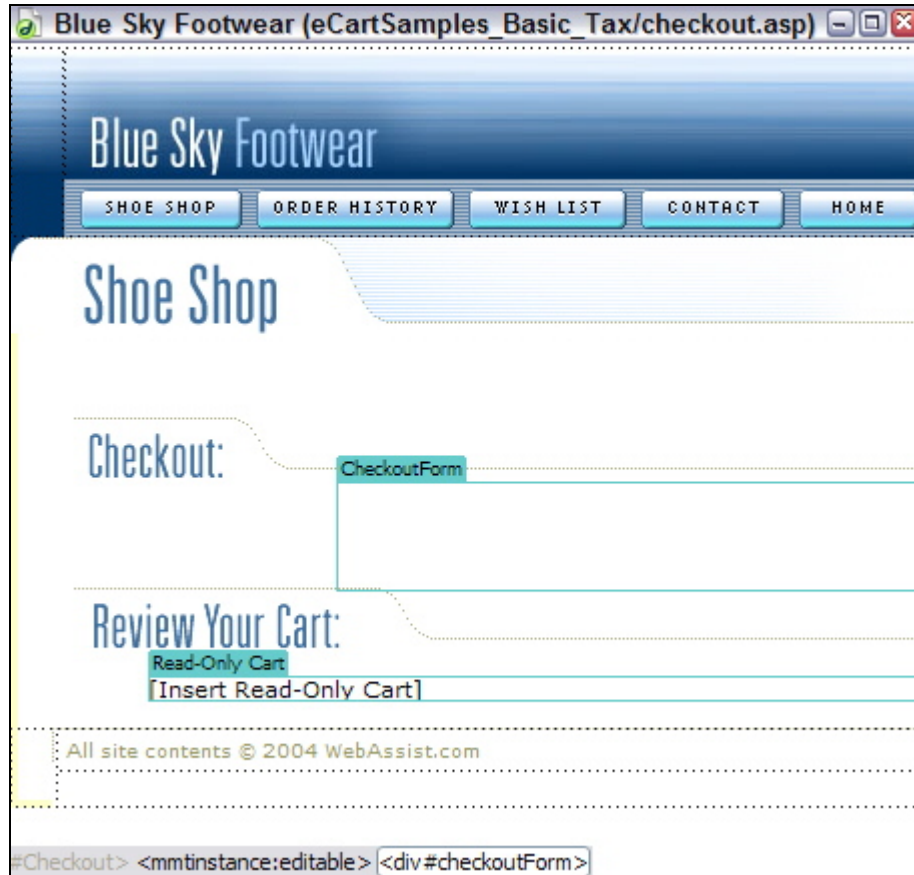 Blue Sky Footwear (eCartSamples_Basic_Tax/checkout.asp)
Blue Sky Footwear
SHOE SHOP ORDER HISTORY WISH LIST CONTACT HOME
Shoe Shop
Checkout:
CheckoutForm
Review Your Cart:
Read-Only Cart
[Insert Read-Only Cart]
All site contents © 2004 WebAssist.com
#Checkout> <mmtinstance:editable> <div#checkoutForm>